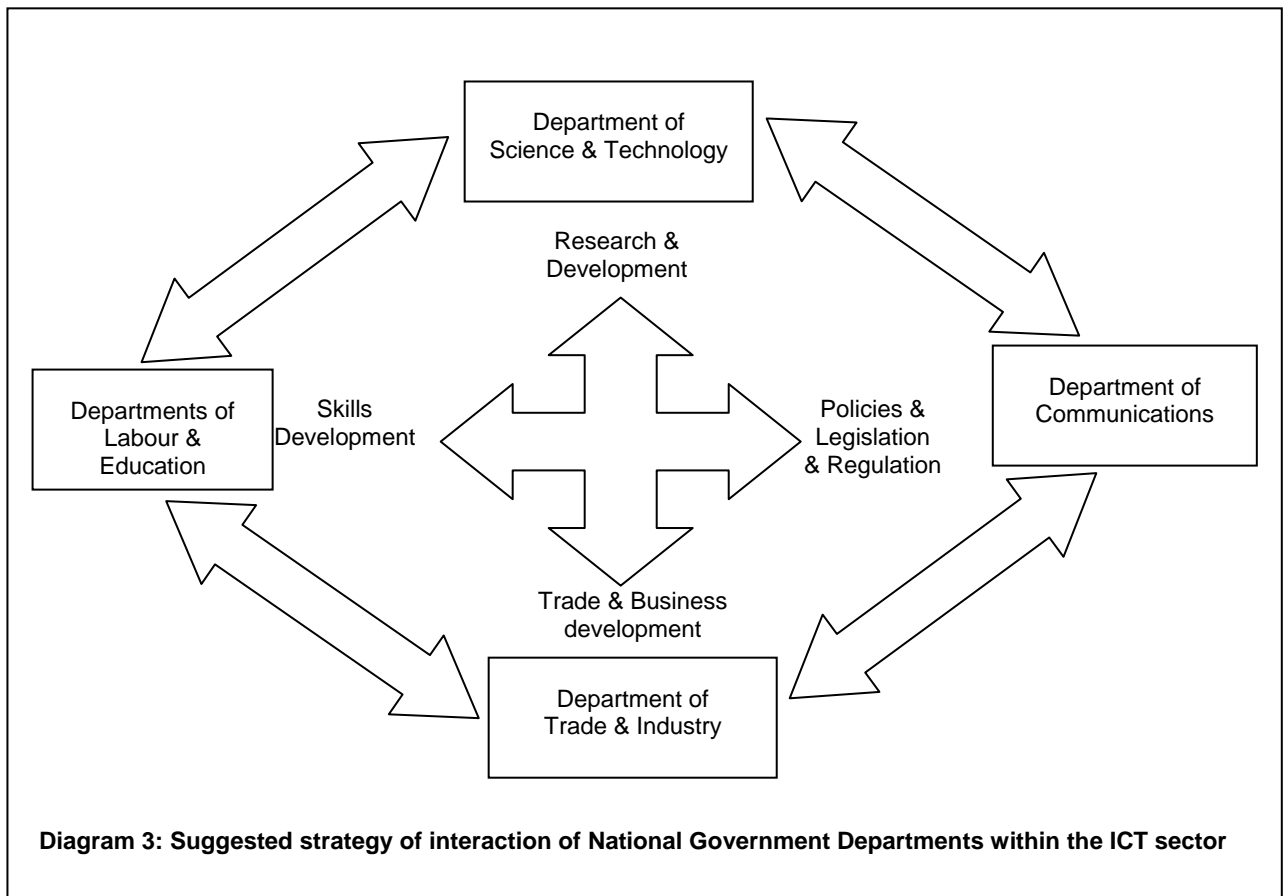 Department of
Science & Technology
Research &
Development
Departments of
Labour &
Education
Skills
Development
Policies &
Legislation
& Regulation
Department of
Communications
Trade & Business
development
Department of
Trade & Industry
Diagram 3: Suggested strategy of interaction of National Government Departments within the ICT sector